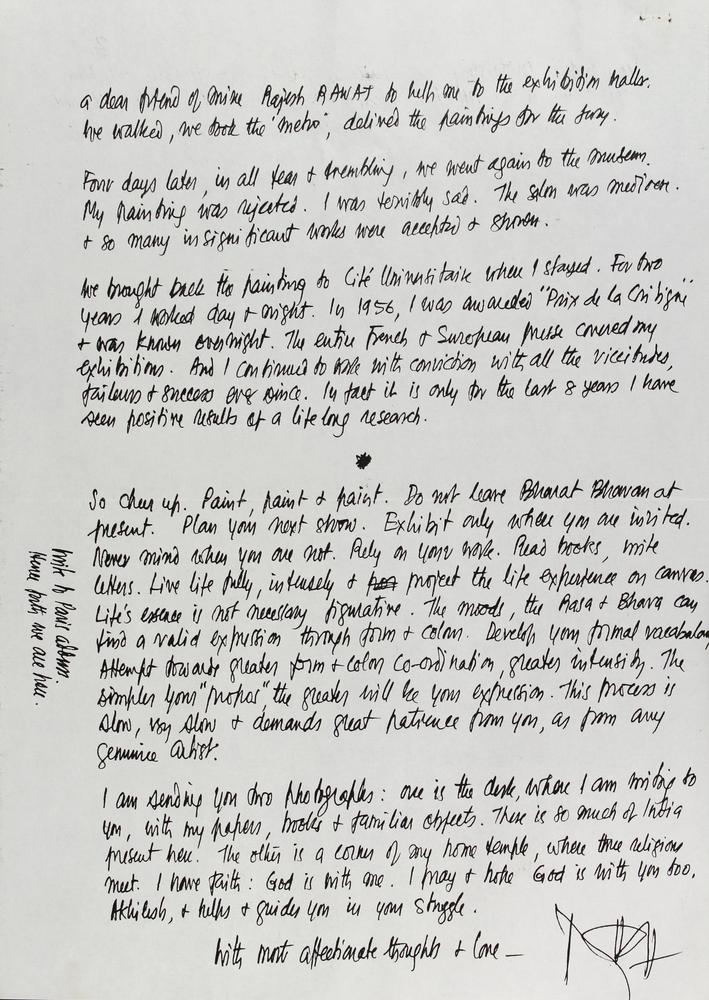 a dear friend of mine Rajesh RAWAT to help me to the exhibition halls.
We walked, we took the "metro", delived the paintings for the Jury.
Four days later, in all fear & trembling, we went again to the museum.
My painting was rejected. I was terribly sad. The salon was mediocre.
& so many insignificant works were accepted & shown.
We brought back the painting to Cité Universitaire where I stayed. For two
years I worked day & night. In 1956, I was awarded "Prix de la Critique"
& was known overnight. The entire French & European presse covered my
exhibitions. And I continued to work with conviction with all the viccitudes,
failures & success ever since. In fact it is only for the last 8 years I have
seen positive results of a life long research.
So cheer up. Paint, paint & paint. Do not leave Bharat Bhavan at
present. Plan your next show. Exhibit only where you are invited.
Never mind when you are not. Rely on your work. Read books, write
letters. Live life fully, intensely & project the life experience on canvas.
Life's essence is not necessary figurative. The moods, the Rasa & Bhava can
find a valid expression through form & colour. Develop your formal vocabulary,
Attempt towards greater form & colour co-ordination, greater intensity. The
simpler your "propos", the greater will be your expression. This process is
slow, very slow & demands great patience from you, as from any
genuine artist.
I am sending you two photographs: one is the desk, where I am writing to
you, with my papers, books & familiar objects. There is so much of India
present here. The other is a corner of my home temple, where three religions
meet. I have faith: God is with me. I pray & hope God is with you too,
Akhilesh, & helps & guides you in your struggle.
With most affectionate thoughts & love —
Write to Paris address.
Hence forth we are here.